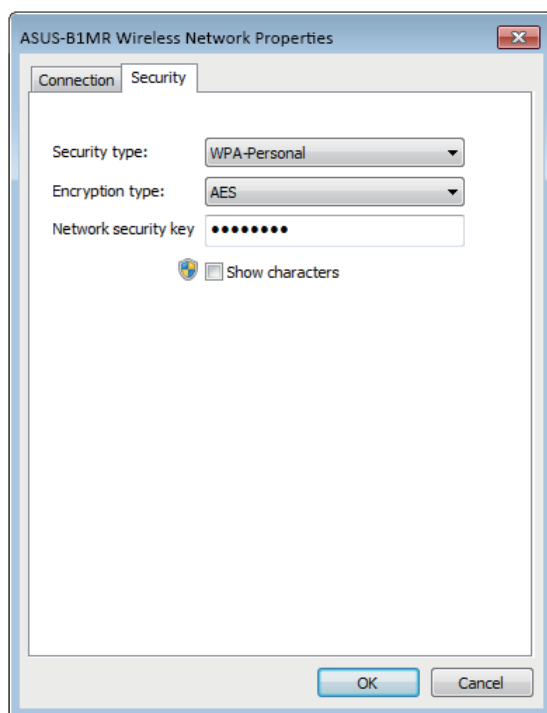 ASUS-B1MR Wireless Network Properties
Connection Security
Security type: WPA-Personal
Encryption type: AES
Network security key ••••••••
Show characters
OK Cancel